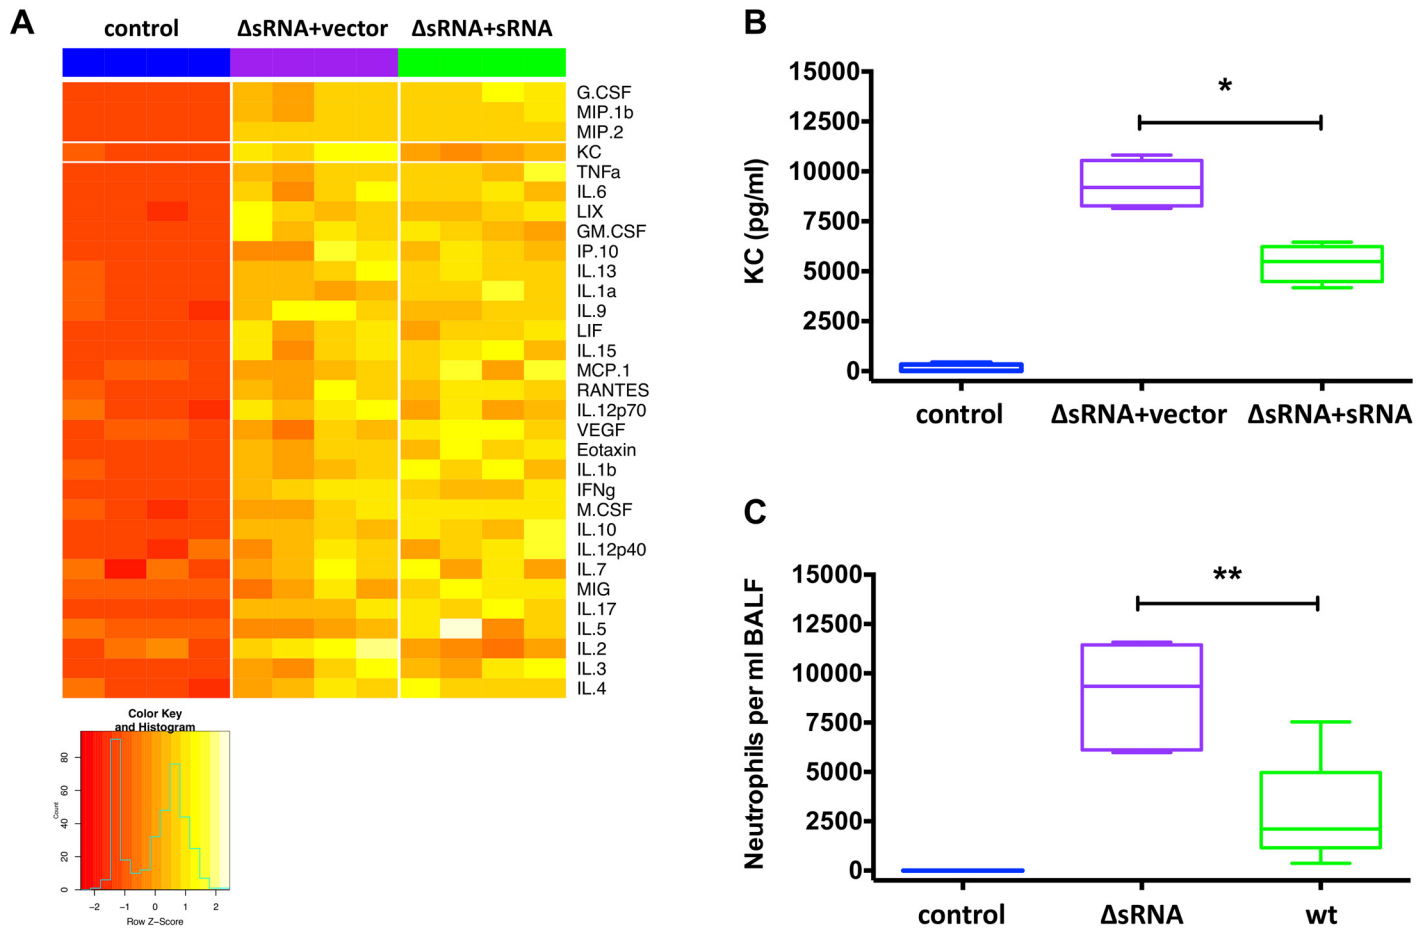 A
control ΔsRNA+vector ΔsRNA+sRNA
G.CSF
MIP.1b
MIP.2
KC
TNFa
IL.6
LIX
GM.CSF
IP.10
IL.13
IL.1a
IL.9
LIF
IL.15
MCP.1
RANTES
IL.12p70
VEGF
Eotaxin
IL.1b
IFNg
M.CSF
IL.10
IL.12p40
IL.7
MIG
IL.17
IL.5
IL.2
IL.3
IL.4
Color Key
and Histogram
Count
80
60
40
20
0
−2 −1 0 1 2
Row Z−Score
B
KC (pg/ml)
15000
12500
10000
7500
5000
2500
0
*
control ΔsRNA+vector ΔsRNA+sRNA
C
Neutrophils per ml BALF
15000
12500
10000
7500
5000
2500
0
**
control ΔsRNA wt